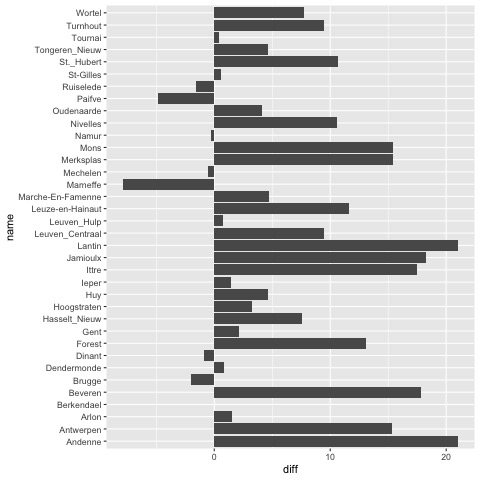 Wortel
Turnhout
Tournai
Tongeren_Nieuw
St._Hubert
St-Gilles
Ruiselede
Paifve
Oudenaarde
Nivelles
Namur
Mons
Merksplas
Mechelen
Marneffe
Marche-En-Famenne
Leuze-en-Hainaut
Leuven_Hulp
Leuven_Centraal
Lantin
Jamioulx
Ittre
Ieper
Huy
Hoogstraten
Hasselt_Nieuw
Gent
Forest
Dinant
Dendermonde
Brugge
Beveren
Berkendael
Arlon
Antwerpen
Andenne
name
0 10 20
diff